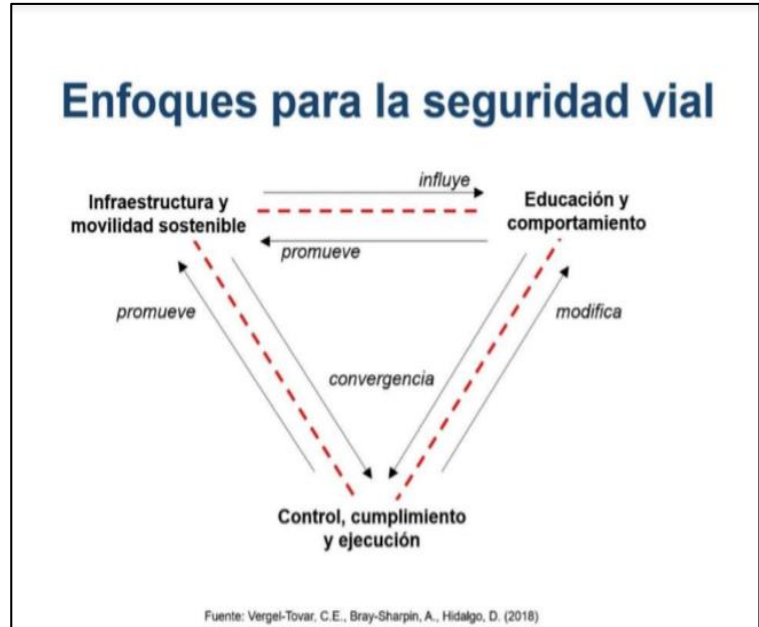 Enfoques para la seguridad vial
influye
Infraestructura y
movilidad sostenible
Educación y
comportamiento
promueve
promueve
modifica
convergencia
Control, cumplimiento
y ejecución
Fuente: Vergel-Tovar, C.E., Bray-Sharpin, A., Hidalgo, D. (2018)